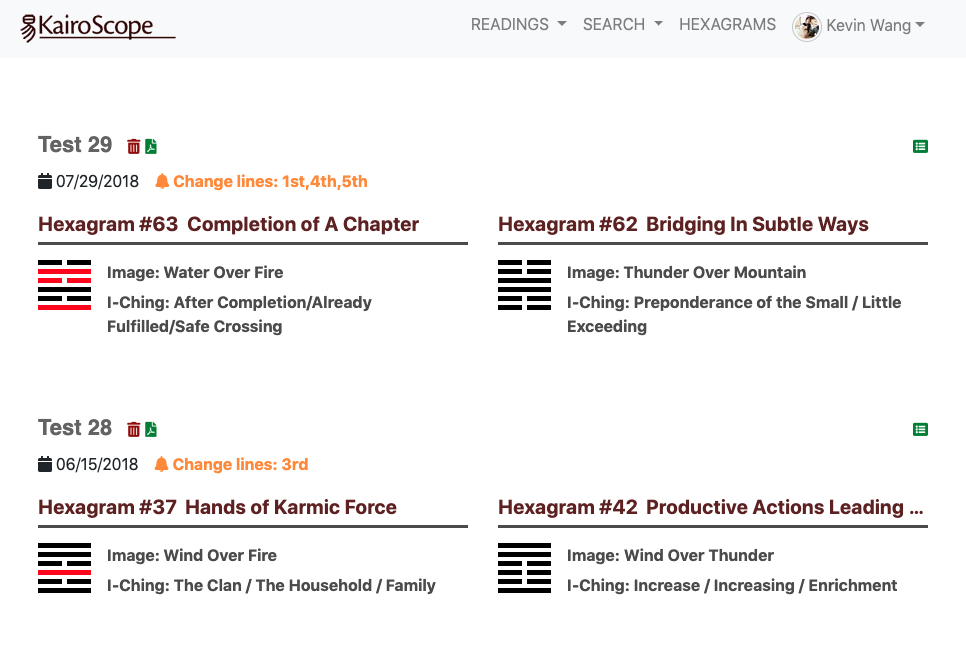 KairoScope
READINGS SEARCH HEXAGRAMS Kevin Wang
Test 29
07/29/2018 Change lines: 1st,4th,5th
Hexagram #63 Completion of A Chapter
Image: Water Over Fire
I-Ching: After Completion/Already
Fulfilled/Safe Crossing
Hexagram #62 Bridging In Subtle Ways
Image: Thunder Over Mountain
I-Ching: Preponderance of the Small / Little
Exceeding
Test 28
06/15/2018 Change lines: 3rd
Hexagram #37 Hands of Karmic Force
Image: Wind Over Fire
I-Ching: The Clan / The Household / Family
Hexagram #42 Productive Actions Leading ...
Image: Wind Over Thunder
I-Ching: Increase / Increasing / Enrichment